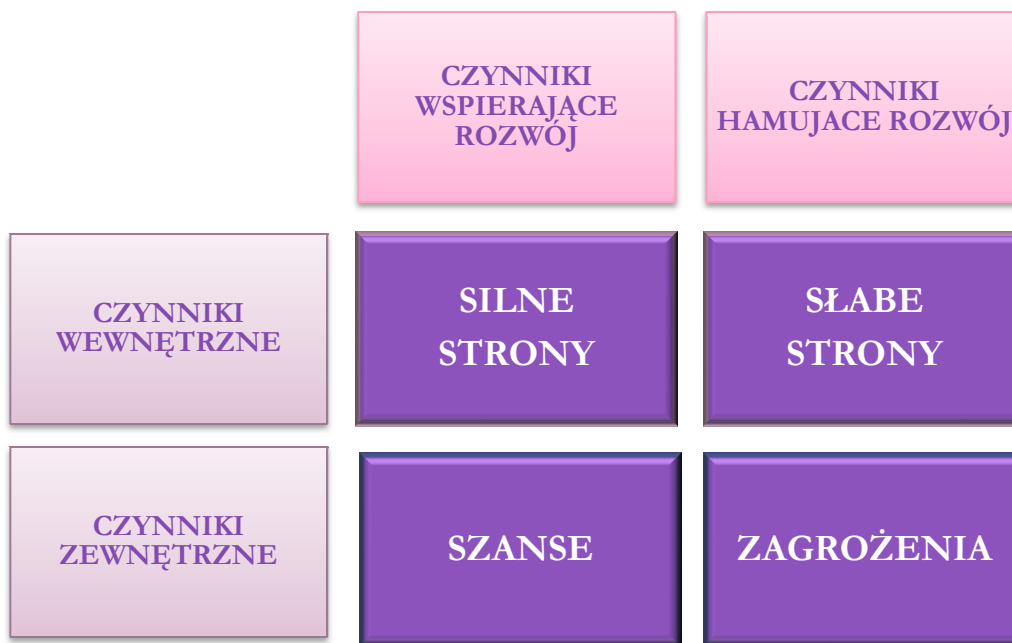 CZYNNIKI
WSPIERAJĄCE
ROZWÓJ
CZYNNIKI
HAMUJACE ROZWÓJ
CZYNNIKI
WEWNĘTRZNE
SILNE
STRONY
SŁABE
STRONY
CZYNNIKI
ZEWNĘTRZNE
SZANSE
ZAGROŻENIA